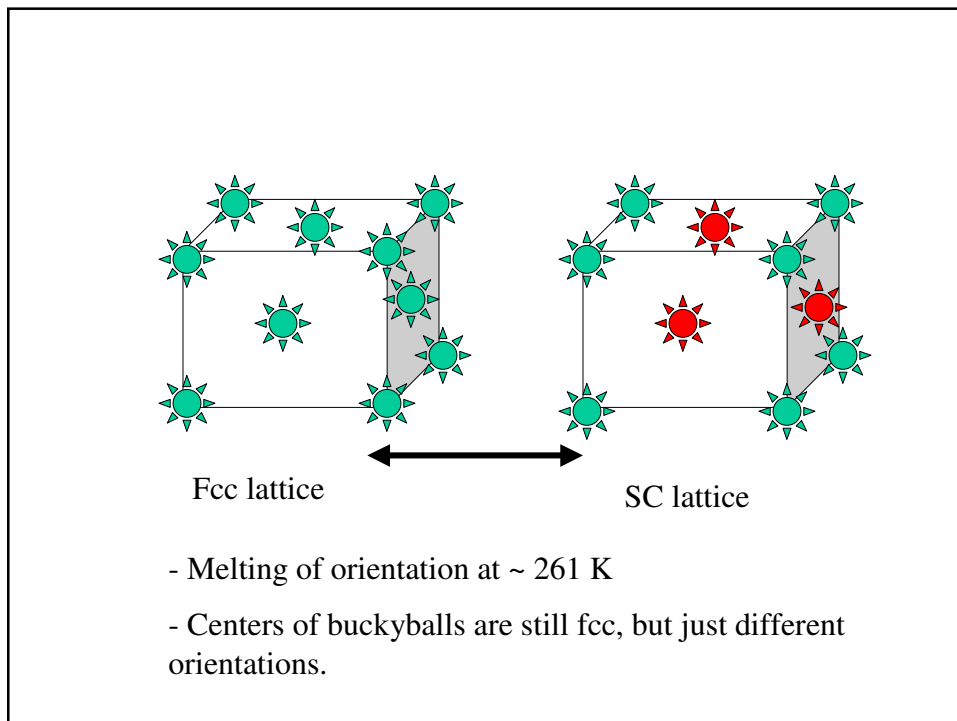 Fcc lattice
SC lattice
- Melting of orientation at ~ 261 K
- Centers of buckyballs are still fcc, but just different
orientations.